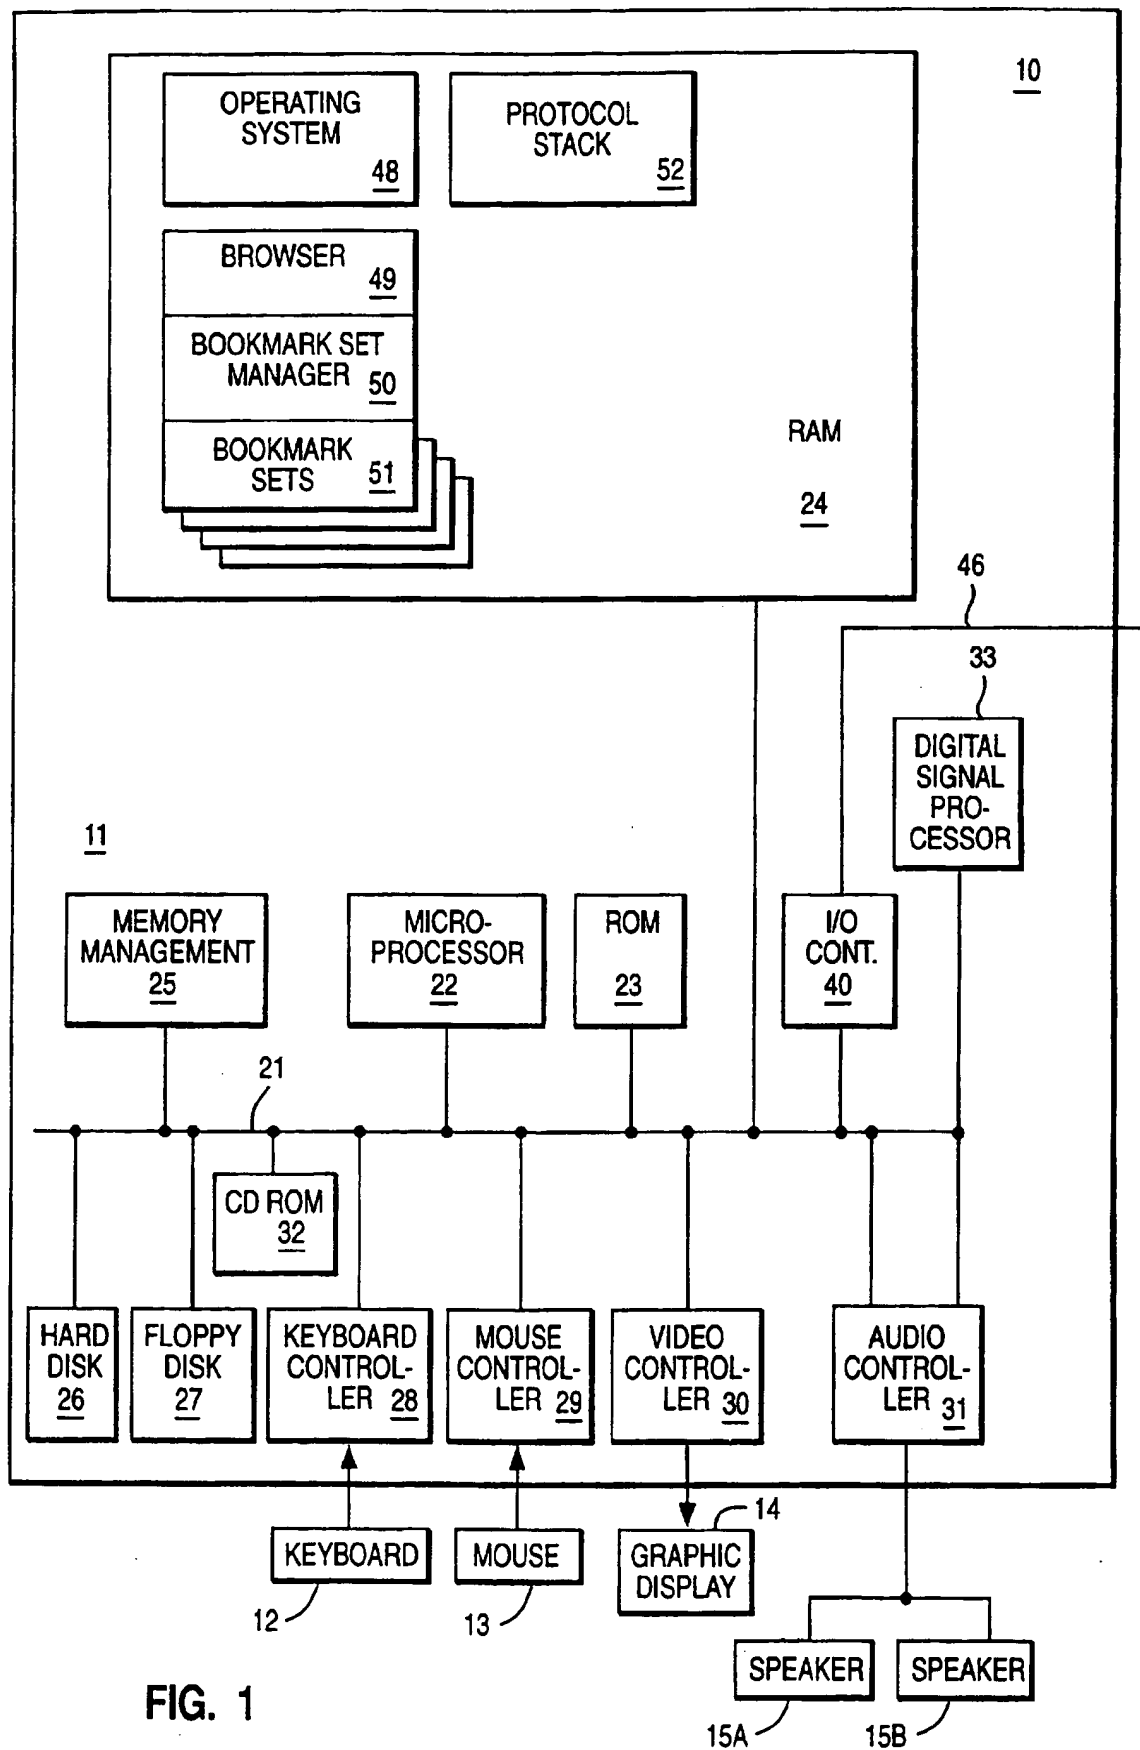 10
OPERATING
SYSTEM
48
PROTOCOL
STACK
52
BROWSER
49
BOOKMARK SET
MANAGER
50
BOOKMARK
SETS
51
RAM
24
46
33
DIGITAL
SIGNAL
PRO-
CESSOR
11
MEMORY
MANAGEMENT
25
MICRO-
PROCESSOR
22
ROM
23
I/O
CONT.
40
21
CD ROM
32
HARD
DISK
26
FLOPPY
DISK
27
KEYBOARD
CONTROL-
LER 28
MOUSE
CONTROL-
LER 29
VIDEO
CONTROL-
LER 30
AUDIO
CONTROL-
LER 31
KEYBOARD
12
MOUSE
13
14
GRAPHIC
DISPLAY
SPEAKER
15A
SPEAKER
15B
FIG. 1